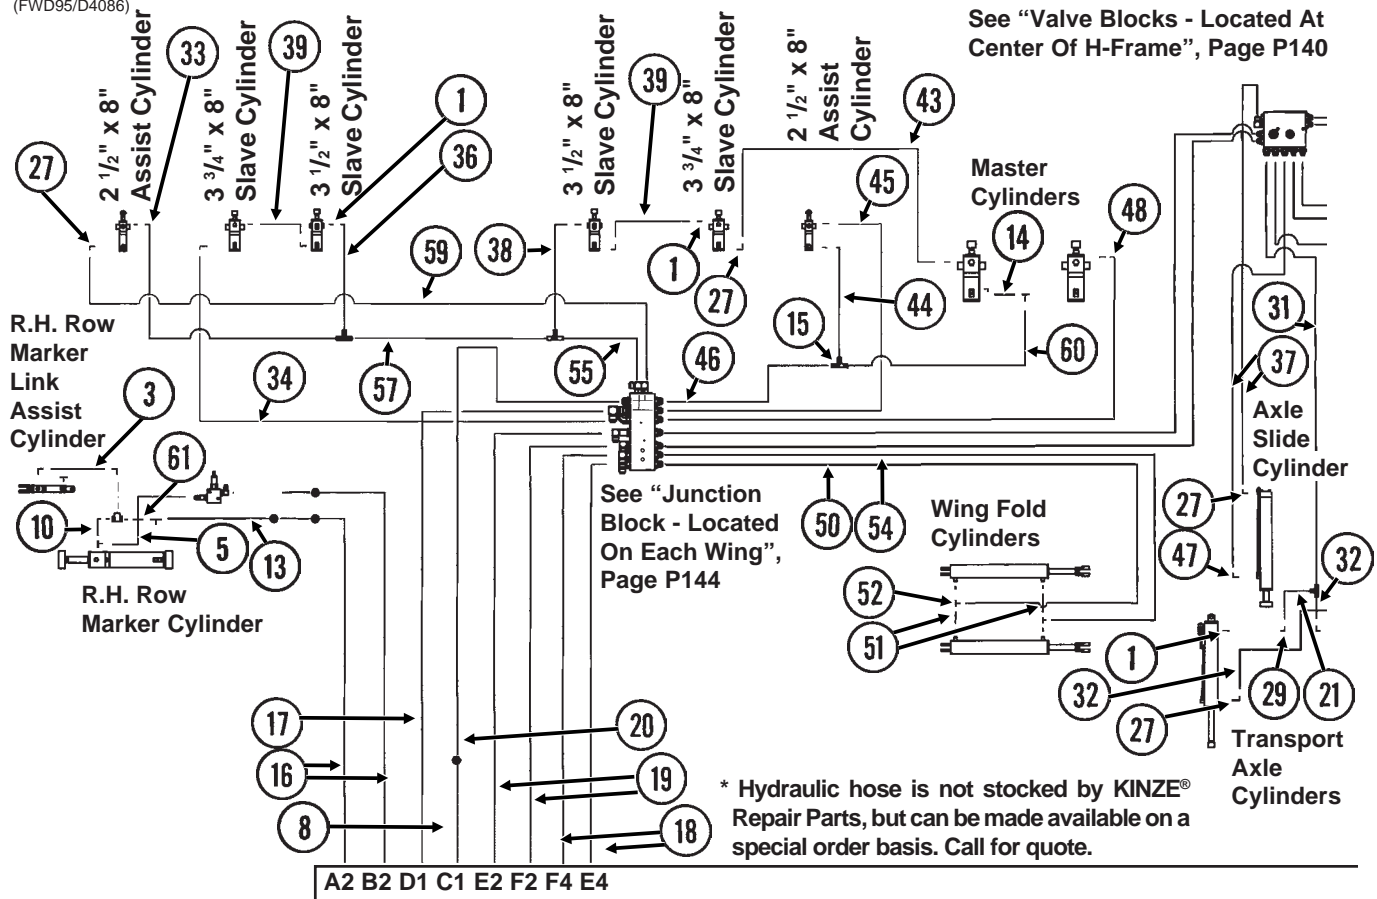 (FWD95/D4086)
2 1/2" x 8"
Assist Cylinder
33
3 3/4" x 8"
Slave Cylinder
39
3 1/2" x 8"
Slave Cylinder
1
36
27
3 1/2" x 8"
Slave Cylinder
39
3 3/4" x 8"
Slave Cylinder
2 1/2" x 8"
Assist
Cylinder
43
See “Valve Blocks - Located At
Center Of H-Frame”, Page P140
45
Master
Cylinders
48
14
38
59
1
27
44
31
15
60
37
R.H. Row
Marker
Link
Assist
Cylinder
3
34
57
55
46
Axle
Slide
Cylinder
61
10
5
13
R.H. Row
Marker Cylinder
See “Junction
Block - Located
On Each Wing”,
Page P144
50
54
Wing Fold
Cylinders
27
47
32
52
51
1
32
27
29
21
Transport
Axle
Cylinders
17
16
8
20
19
18
* Hydraulic hose is not stocked by KINZE®
Repair Parts, but can be made available on a
special order basis. Call for quote.
A2 B2 D1 C1 E2 F2 F4 E4